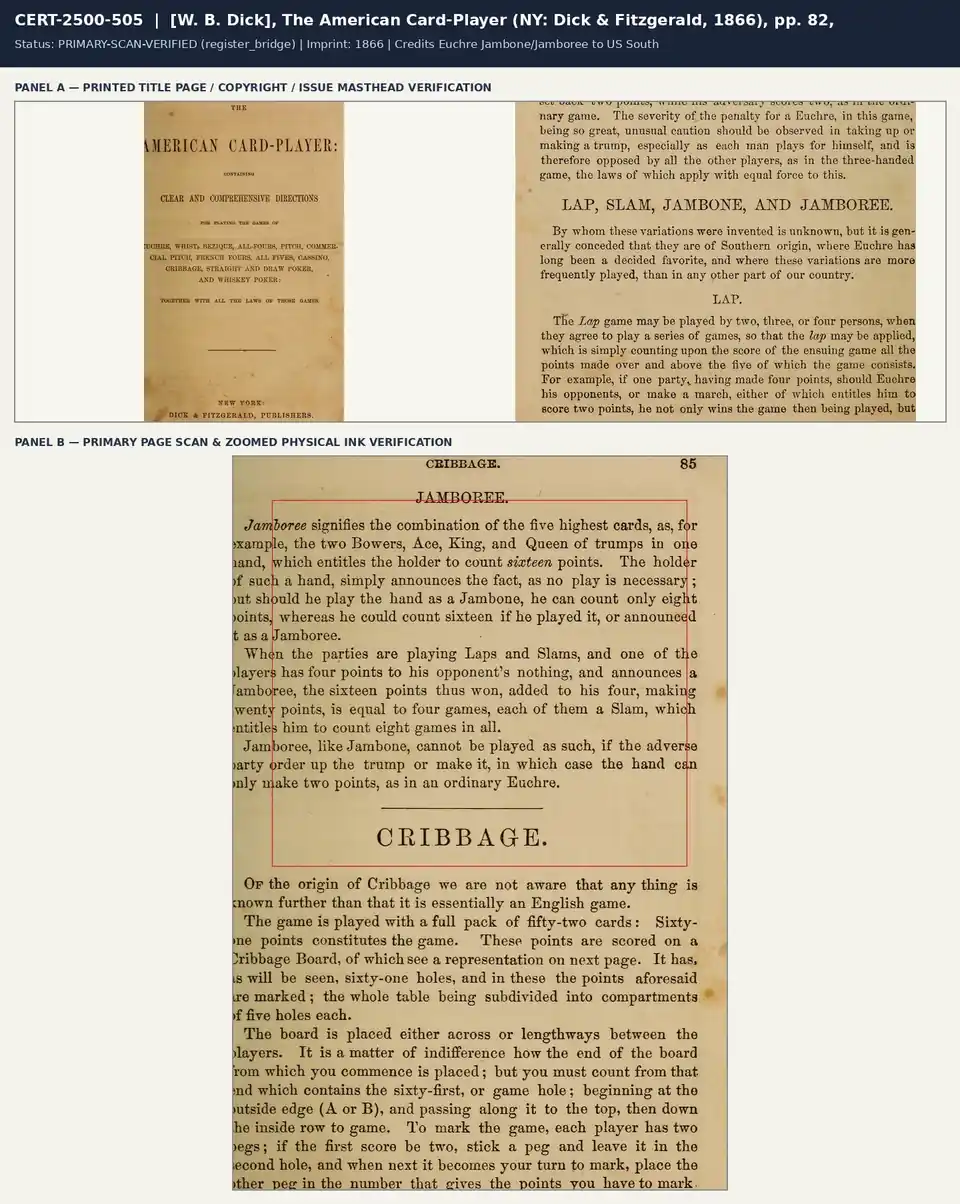 CERT-2500-505 | [W. B. Dick], The American Card-Player (NY: Dick & Fitzgerald, 1866), pp. 82,
Status: PRIMARY-SCAN-VERIFIED (register_bridge) | Imprint: 1866 | Credits Euchre Jambone/Jamboree to US South
PANEL A — PRINTED TITLE PAGE / COPYRIGHT / ISSUE MASTHEAD VERIFICATION
THE
AMERICAN CARD-PLAYER:
CONTAINING
CLEAR AND COMPREHENSIVE DIRECTIONS
FOR PLAYING THE GAMES OF
EUCHRE, WHIST, BEZIQUE, ALL-FOURS, PITCH, COMMER-
CIAL PITCH, FRENCH FOURS, ALL FIVES, CASSINO,
CRIBBAGE, STRAIGHT AND DRAW POKER,
AND WHISKEY POKER:
TOGETHER WITH ALL THE LAWS OF THOSE GAMES
NEW YORK:
DICK & FITZGERALD, PUBLISHERS.
set back two points, while his adversary scores two, as in the ordi-
nary game. The severity of the penalty for a Euchre, in this game,
being so great, unusual caution should be observed in taking up or
making a trump, especially as each man plays for himself, and is
therefore opposed by all the other players, as in the three-handed
game, the laws of which apply with equal force to this.
LAP, SLAM, JAMBONE, AND JAMBOREE.
By whom these variations were invented is unknown, but it is gen-
erally conceded that they are of Southern origin, where Euchre has
long been a decided favorite, and where these variations are more
frequently played, than in any other part of our country.
LAP.
The Lap game may be played by two, three, or four persons, when
they agree to play a series of games, so that the lap may be applied,
which is simply counting upon the score of the ensuing game all the
points made over and above the five of which the game consists.
For example, if one party, having made four points, should Euchre
his opponents, or make a march, either of which entitles him to
score two points, he not only wins the game then being played, but
PANEL B — PRIMARY PAGE SCAN & ZOOMED PHYSICAL INK VERIFICATION
CRIBBAGE. 85
JAMBOREE.
Jamboree signifies the combination of the five highest cards, as, for
example, the two Bowers, Ace, King, and Queen of trumps in one
hand, which entitles the holder to count sixteen points. The holder
of such a hand, simply announces the fact, as no play is necessary;
but should he play the hand as a Jambone, he can count only eight
points, whereas he could count sixteen if he played it, or announced
it as a Jamboree.
When the parties are playing Laps and Slams, and one of the
players has four points to his opponent's nothing, and announces a
Jamboree, the sixteen points thus won, added to his four, making
twenty points, is equal to four games, each of them a Slam, which
entitles him to count eight games in all.
Jamboree, like Jambone, cannot be played as such, if the adverse
party order up the trump or make it, in which case the hand can
only make two points, as in an ordinary Euchre.
CRIBBAGE.
OF the origin of Cribbage we are not aware that any thing is
known further than that it is essentially an English game.
The game is played with a full pack of fifty-two cards: Sixty-
one points constitutes the game. These points are scored on a
Cribbage Board, of which see a representation on next page. It has,
as will be seen, sixty-one holes, and in these the points aforesaid
are marked; the whole table being subdivided into compartments
of five holes each.
The board is placed either across or lengthways between the
players. It is a matter of indifference how the end of the board
from which you commence is placed; but you must count from that
end which contains the sixty-first, or game hole; beginning at the
outside edge (A or B), and passing along it to the top, then down
the inside row to game. To mark the game, each player has two
pegs; if the first score be two, stick a peg and leave it in the
second hole, and when next it becomes your turn to mark, place the
other peg in the number that gives the points you have to mark.